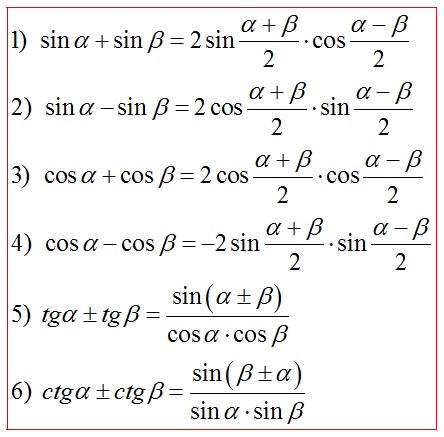 1) sin α + sin β = 2 sin (α + β)/2 · cos (α − β)/2
2) sin α − sin β = 2 cos (α + β)/2 · sin (α − β)/2
3) cos α + cos β = 2 cos (α + β)/2 · cos (α − β)/2
4) cos α − cos β = −2 sin (α + β)/2 · sin (α − β)/2
5) tgα ± tgβ = sin(α ± β)/(cos α · cos β)
6) ctgα ± ctgβ = sin(β ± α)/(sin α · sin β)